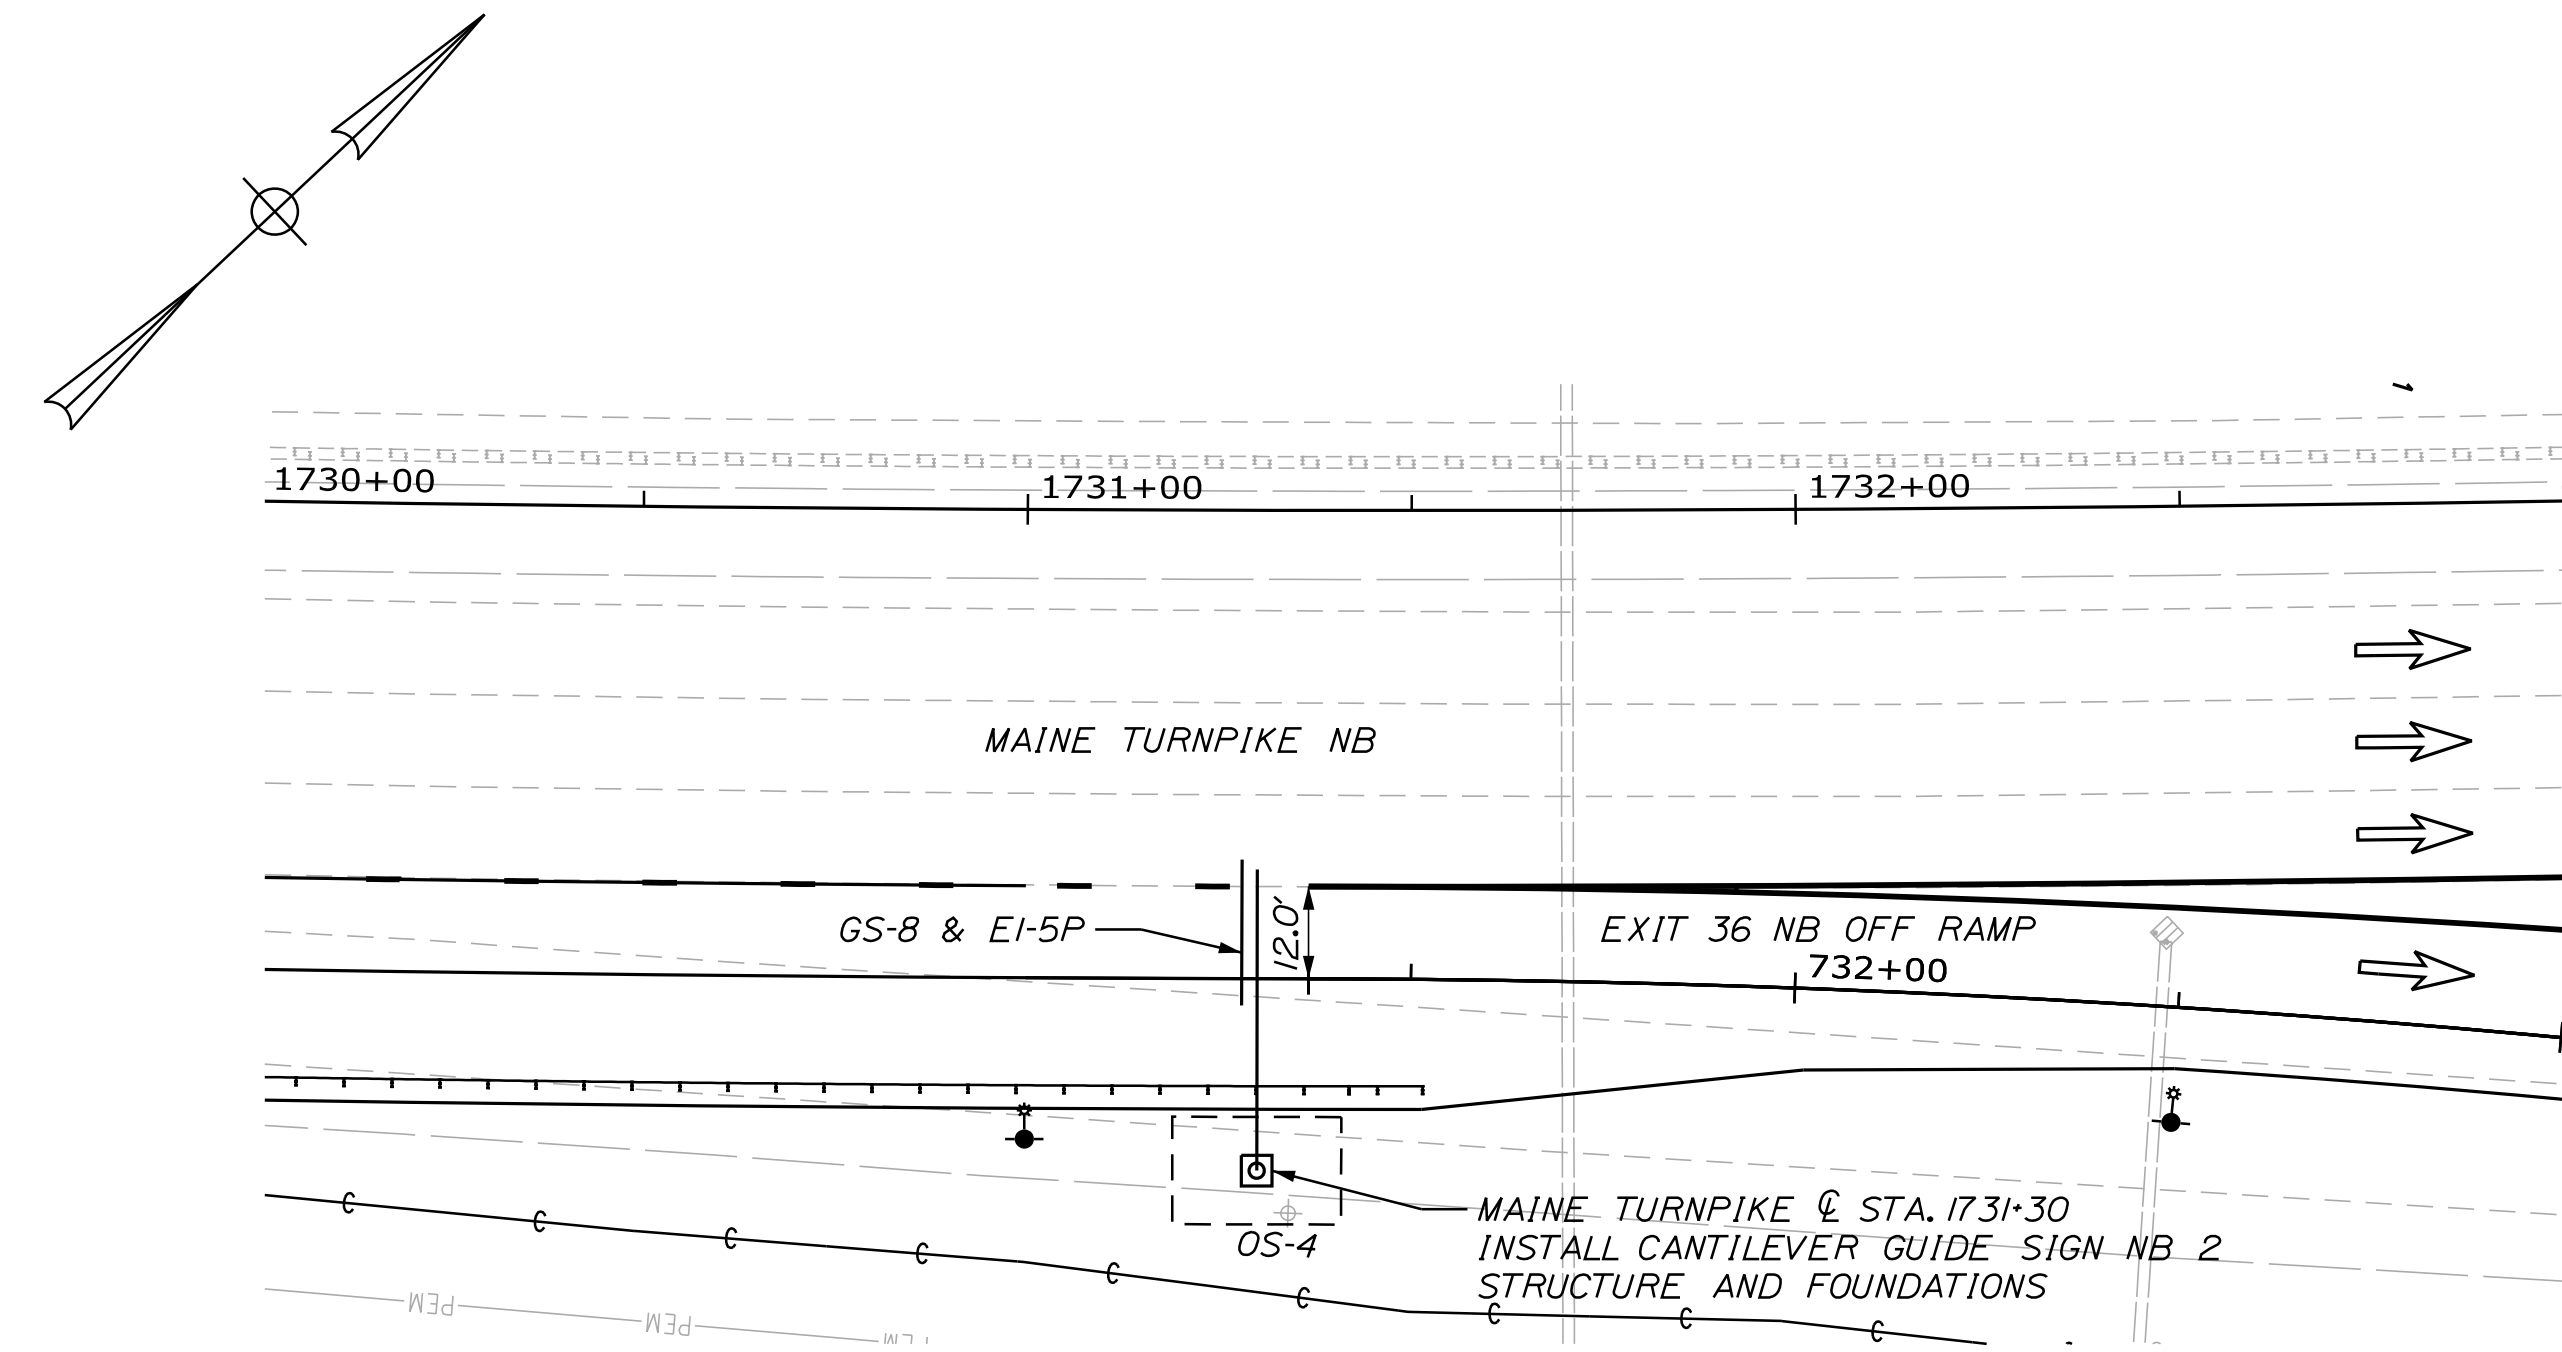 1730+00
1731+00
1732+00
MAINE TURNPIKE NB
GS-8 & E1-5P
12.0'
EXIT 36 NB OFF RAMP
732+00
MAINE TURNPIKE ℄ STA. 1731+30
INSTALL CANTILEVER GUIDE SIGN NB 2
STRUCTURE AND FOUNDATIONS
OS-4
C C C C C C C C C
PEM
PEM